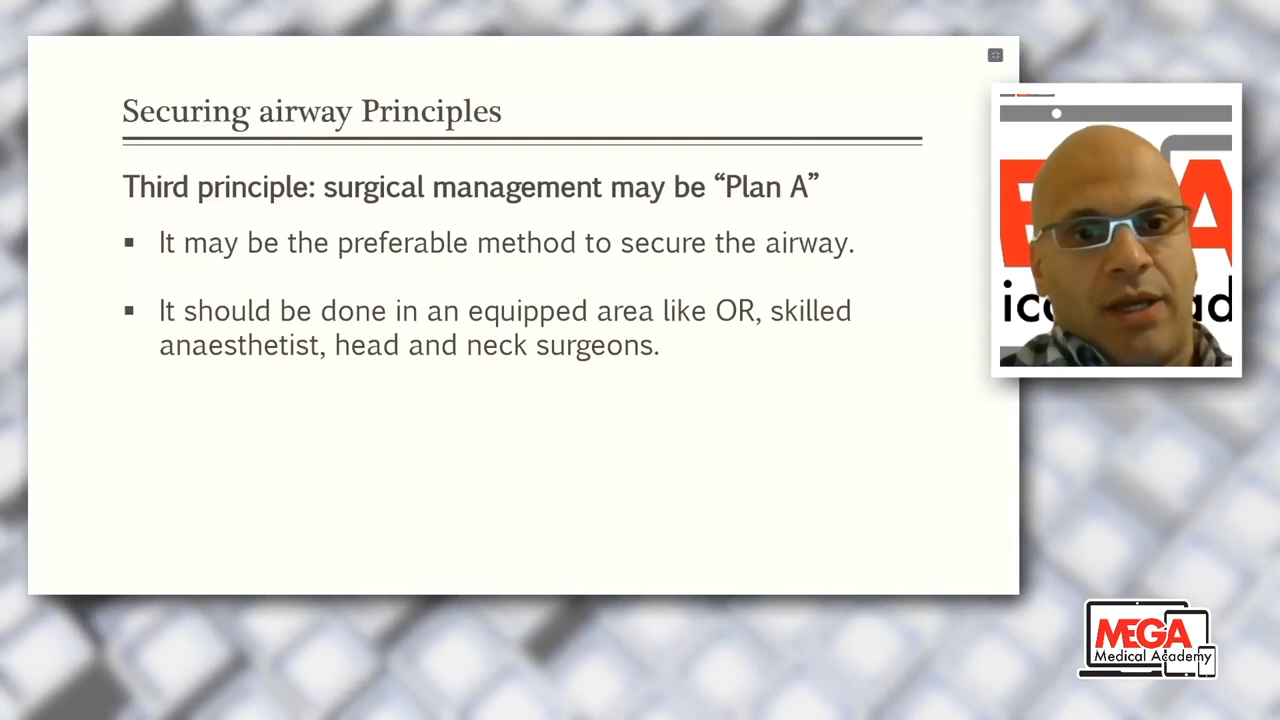 Securing airway Principles
Third principle: surgical management may be “Plan A”
▪ It may be the preferable method to secure the airway.
▪ It should be done in an equipped area like OR, skilled
anaesthetist, head and neck surgeons.
MEGA
Medical Academy